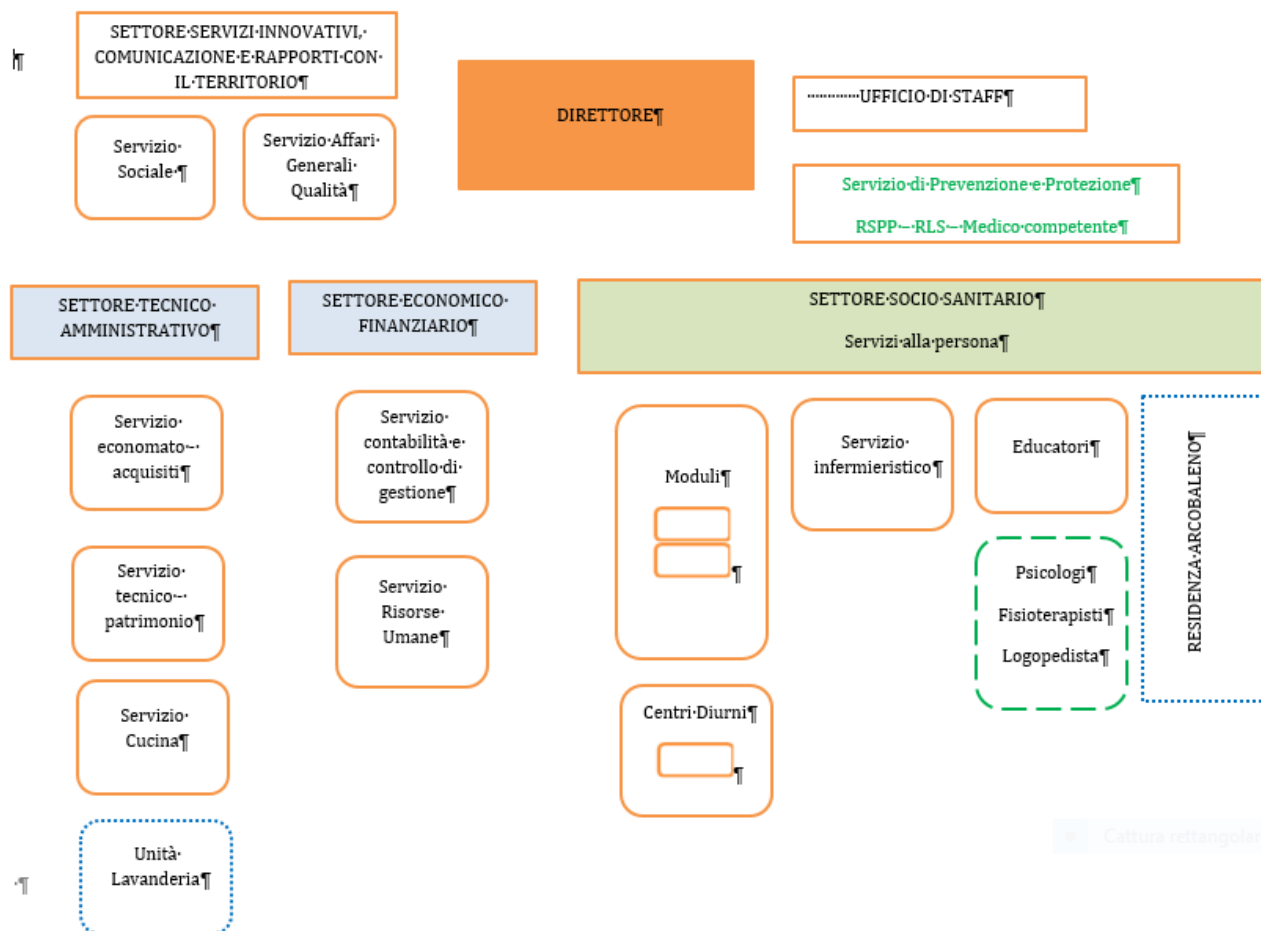 SETTORE·SERVIZI·INNOVATIVI,·
COMUNICAZIONE·E·RAPPORTI·CON·
IL·TERRITORIO¶
¶
DIRETTORE¶
·············UFFICIO·DI·STAFF¶
Servizio·
Sociale·¶
Servizio·Affari·
Generali·
Qualità¶
Servizio·di·Prevenzione·e·Protezione¶
RSPP·–·RLS·–·Medico·competente¶
SETTORE·TECNICO·
AMMINISTRATIVO¶
SETTORE·ECONOMICO·
FINANZIARIO¶
SETTORE·SOCIO·SANITARIO¶
Servizi·alla·persona¶
Servizio·
economato·–·
acquisiti¶
Servizio·
contabilità·e·
controllo·di·
gestione¶
Moduli¶
¶
Servizio·
infermieristico¶
Educatori¶
RESIDENZA·ARCOBALENO¶
Servizio·
tecnico·–·
patrimonio¶
Servizio·
Risorse·
Umane¶
Psicologi¶
Fisioterapisti¶
Logopedista¶
Servizio·
Cucina¶
Centri·Diurni¶
¶
Unità·
Lavanderia¶
·¶
Cattura rettangolar